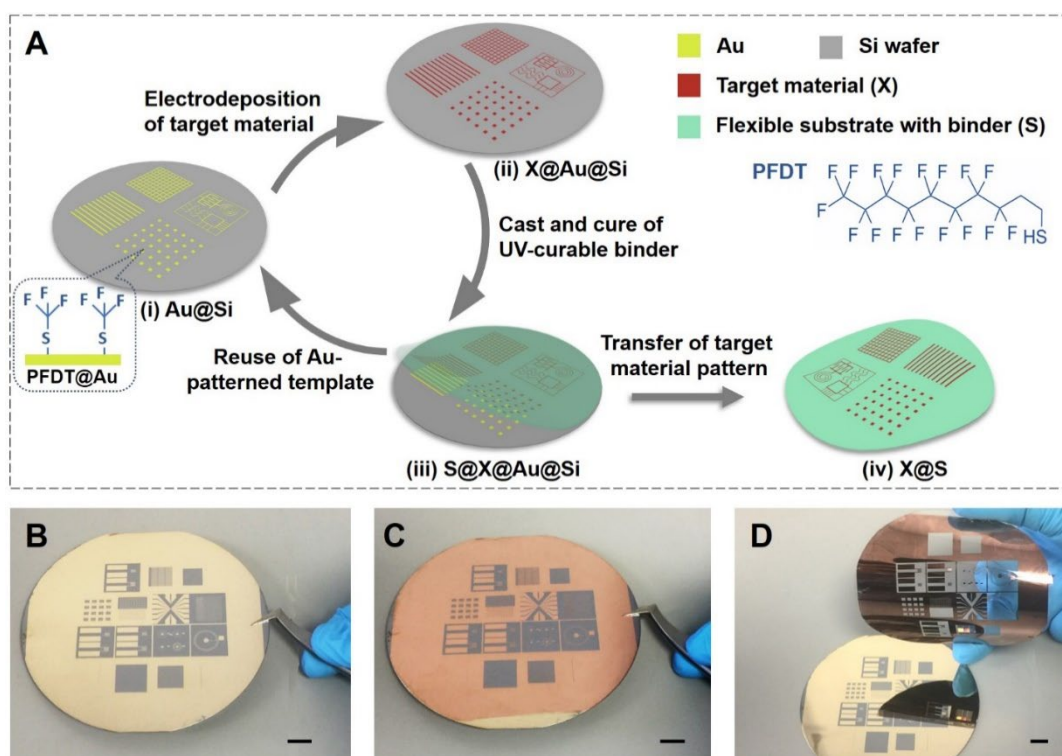 A
Au
Si wafer
Target material (X)
Flexible substrate with binder (S)
PFDT
F F F F F F F F
F
F F F F F F F F
HS
Electrodeposition
of target material
(ii) X@Au@Si
Cast and cure of
UV-curable binder
(i) Au@Si
F F F F F F
S S
PFDT@Au
Reuse of Au-
patterned template
Transfer of target
material pattern
(iii) S@X@Au@Si
(iv) X@S
B
C
D